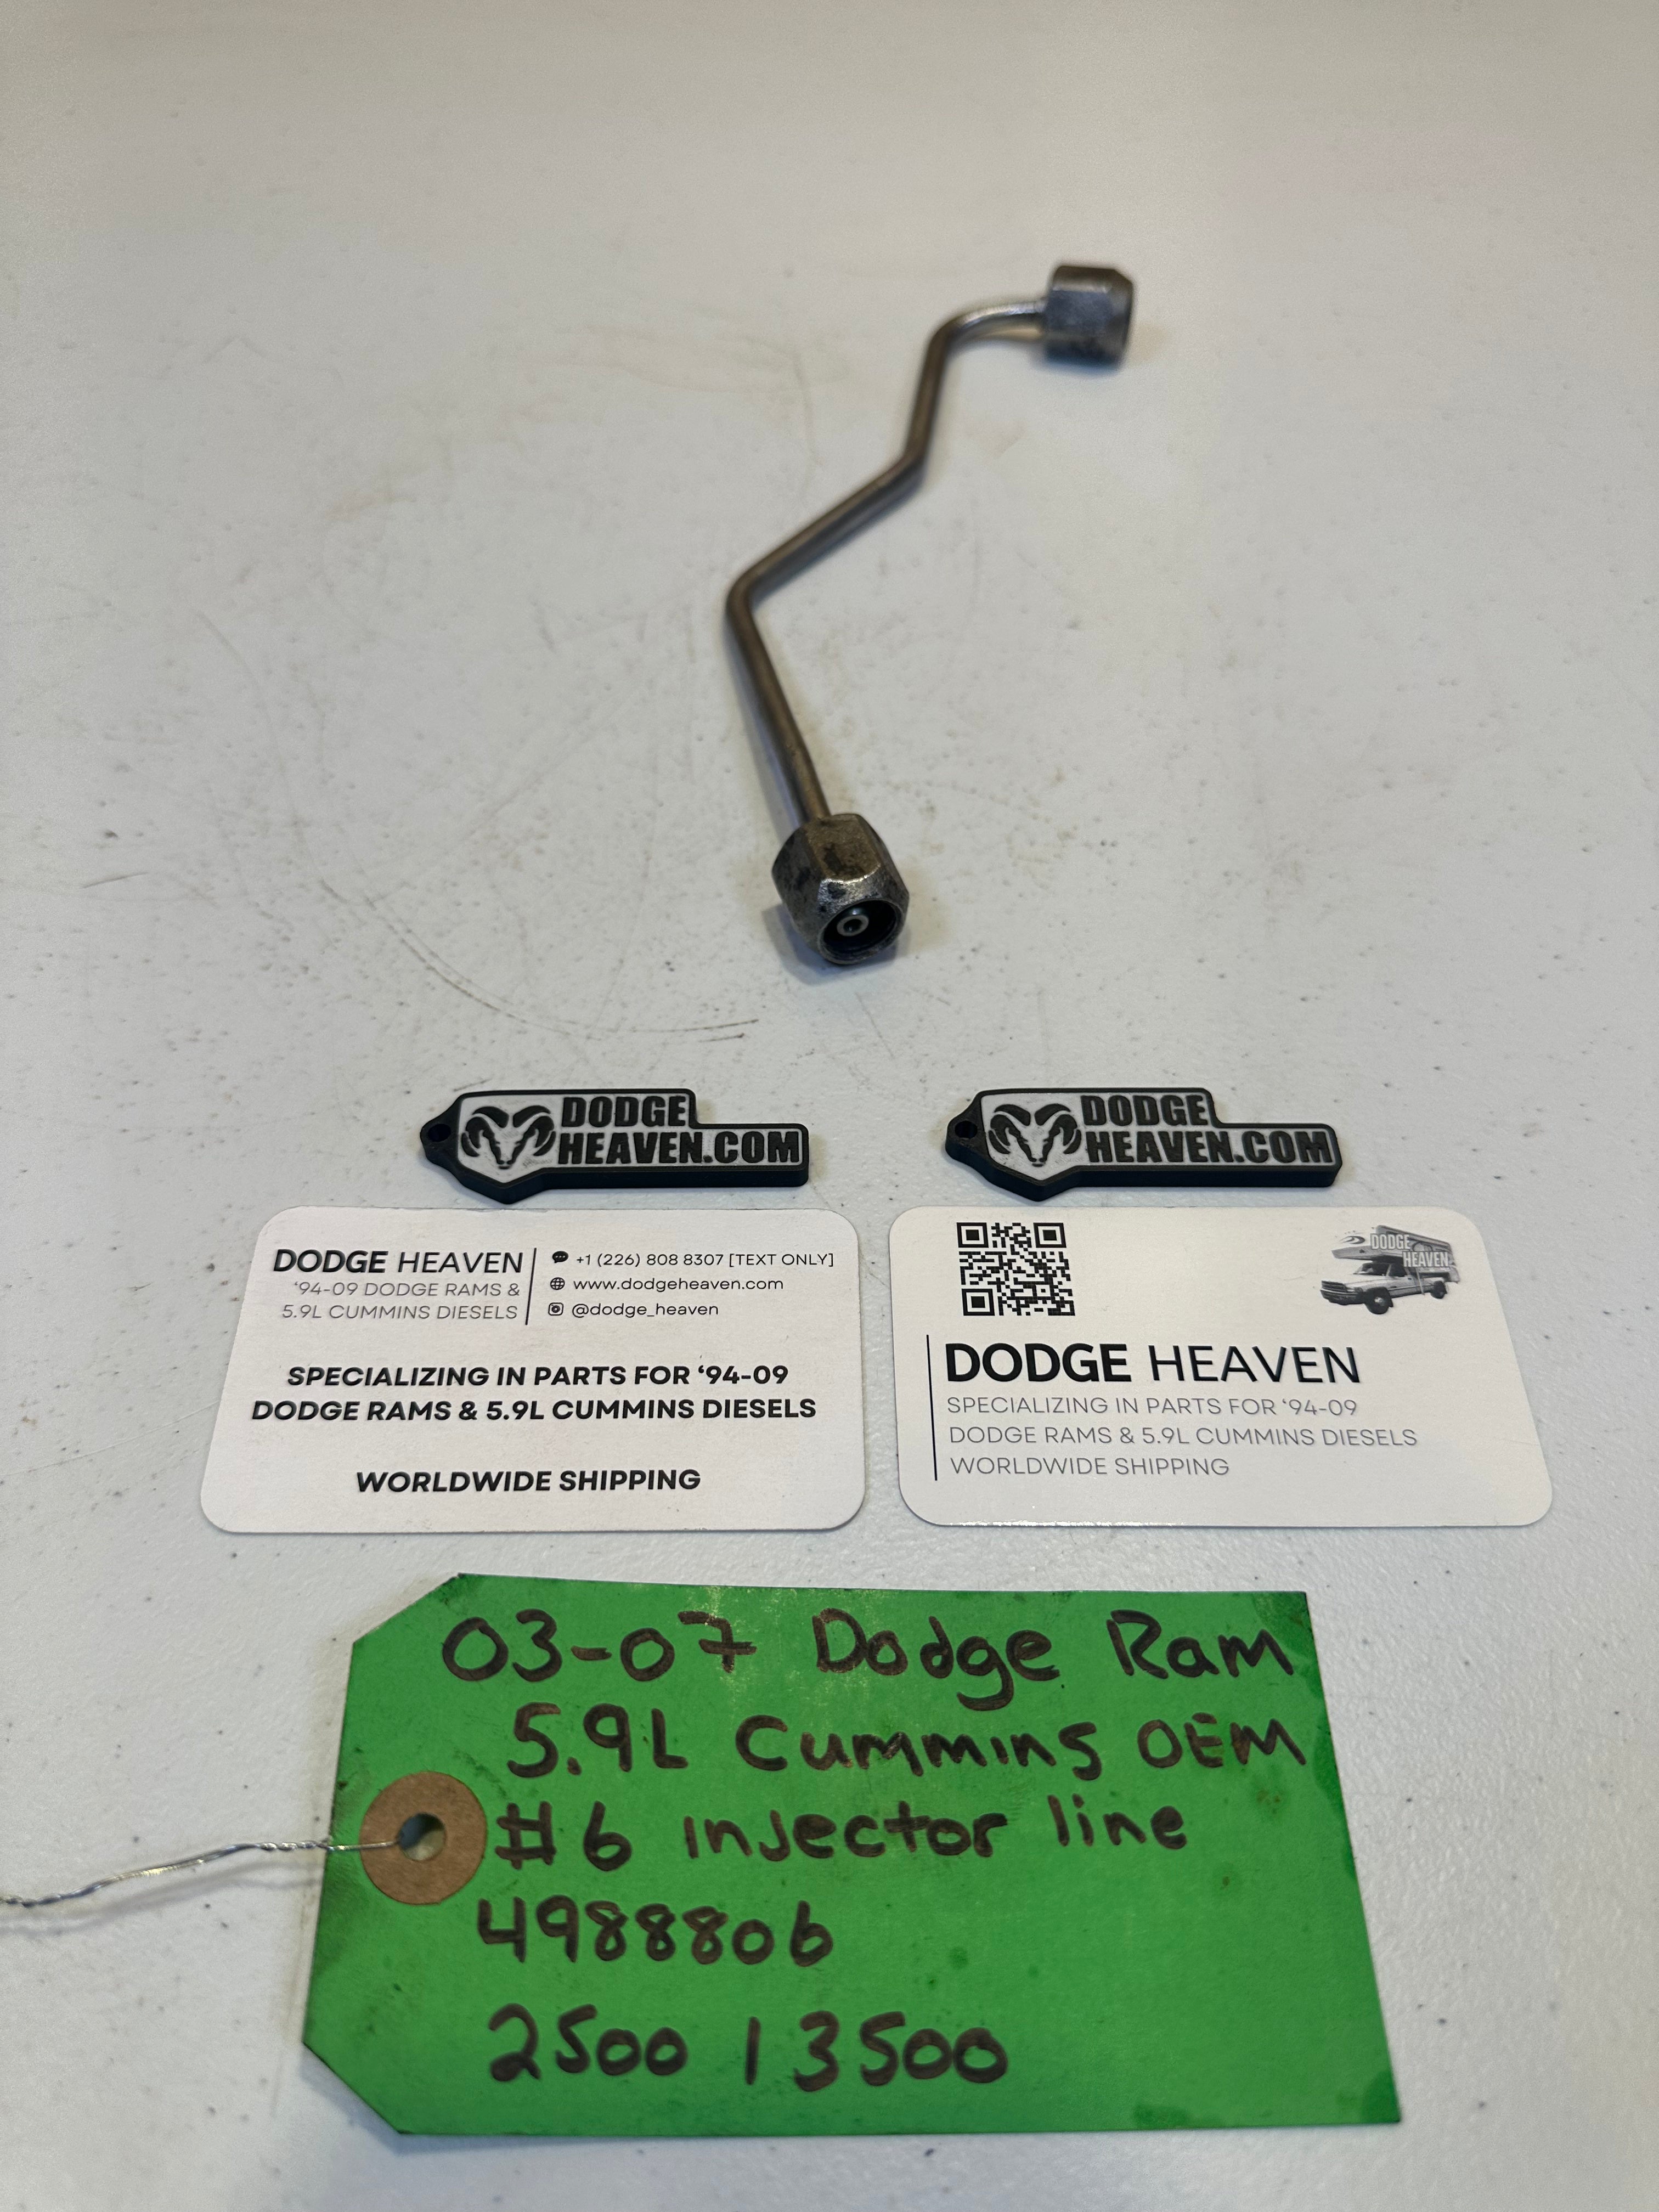 DODGE
HEAVEN.COM
DODGE
HEAVEN.COM
DODGE HEAVEN
‘94-09 DODGE RAMS &
5.9L CUMMINS DIESELS
+1 (226) 808 8307 [TEXT ONLY]
www.dodgeheaven.com
@dodge_heaven
SPECIALIZING IN PARTS FOR ‘94-09
DODGE RAMS & 5.9L CUMMINS DIESELS
WORLDWIDE SHIPPING
DODGE
HEAVEN
DODGE HEAVEN
SPECIALIZING IN PARTS FOR ‘94-09
DODGE RAMS & 5.9L CUMMINS DIESELS
WORLDWIDE SHIPPING
03-07 Dodge Ram
5.9L Cummins OEM
#6 injector line
4988806
2500 | 3500